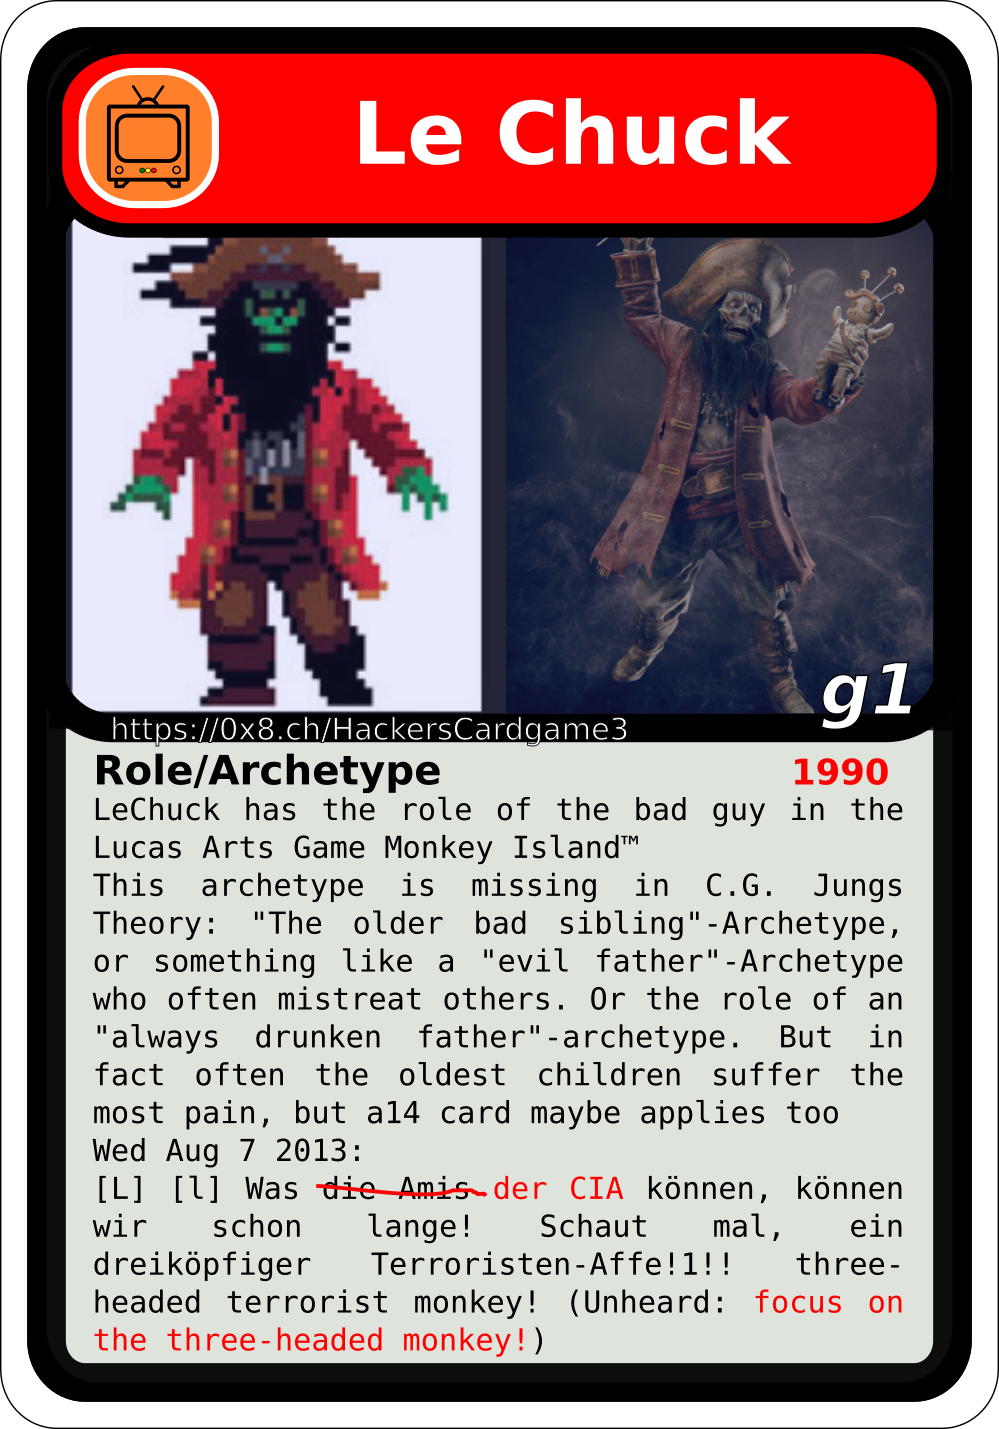 Le Chuck
g1
https://0x8.ch/HackersCardgame3
Role/Archetype 1990
LeChuck has the role of the bad guy in the
Lucas Arts Game Monkey Island™
This archetype is missing in C.G. Jungs
Theory: "The older bad sibling"-Archetype,
or something like a "evil father"-Archetype
who often mistreat others. Or the role of an
"always drunken father"-archetype. But in
fact often the oldest children suffer the
most pain, but a14 card maybe applies too
Wed Aug 7 2013:
[L] [l] Was die Amis der CIA können, können
wir schon lange! Schaut mal, ein
dreiköpfiger Terroristen-Affe!1!! three-
headed terrorist monkey! (Unheard: focus on
the three-headed monkey!)